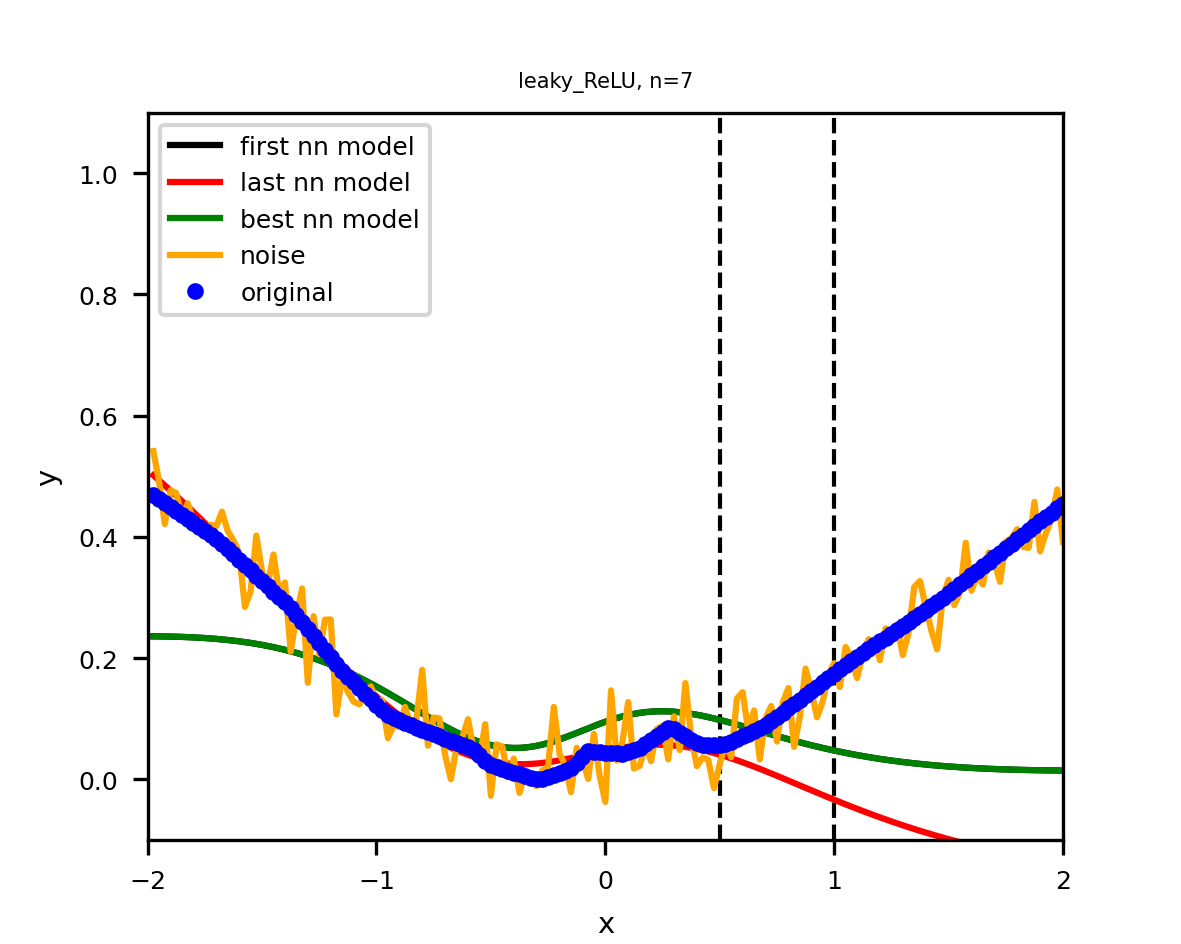 leaky_ReLU, n=7
first nn model
last nn model
best nn model
noise
original
1.0
0.8
0.6
0.4
0.2
0.0
y
−2
−1
0
1
2
x